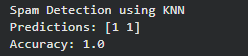 Spam Detection using KNN
Predictions: [1 1]
Accuracy: 1.0